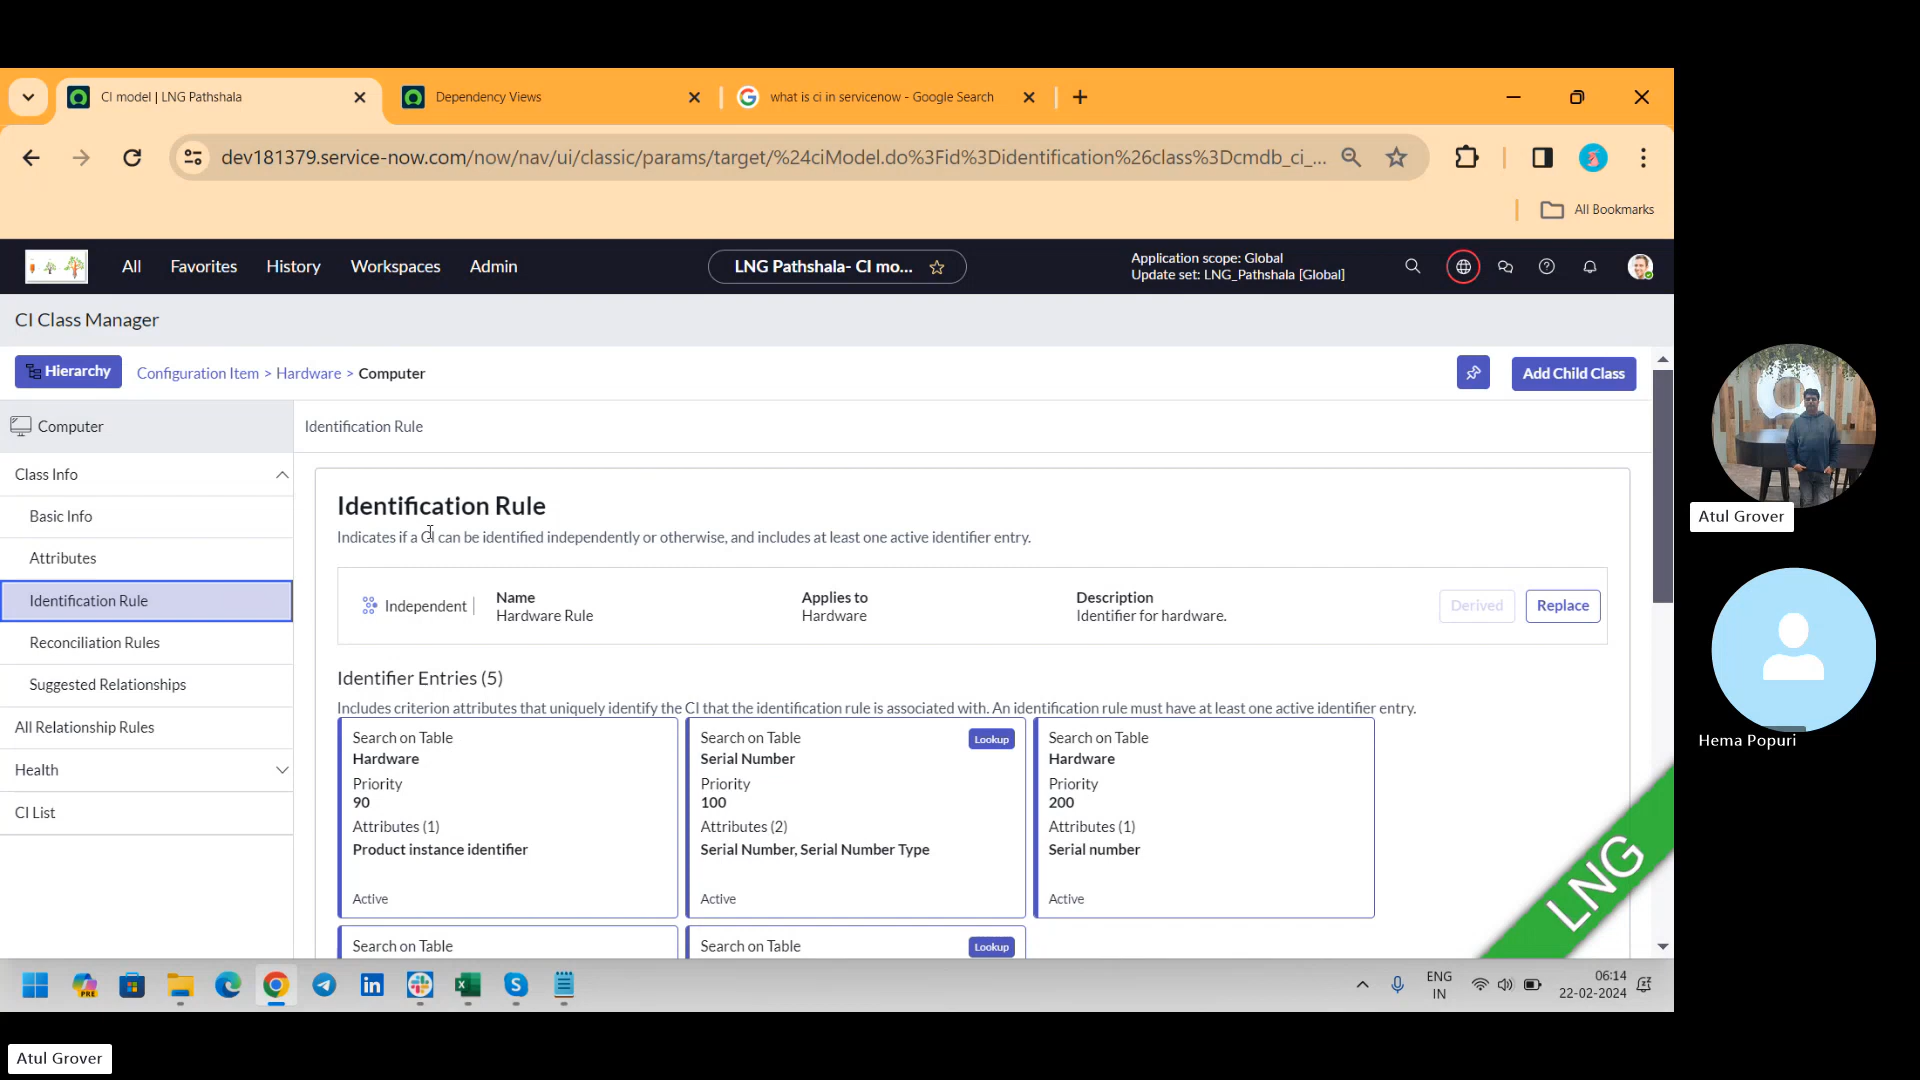 CI model | LNG Pathshala
Dependency Views
what is ci in servicenow - Google Search
dev181379.service-now.com/now/nav/ui/classic/params/target/%24ciModel.do%3Fid%3Didentification%26class%3Dcmdb_ci_...
All Bookmarks
All
Favorites
History
Workspaces
Admin
LNG Pathshala- CI mo...
Application scope: Global
Update set: LNG_Pathshala [Global]
CI Class Manager
Hierarchy
Configuration Item > Hardware > Computer
Add Child Class
Computer
Class Info
Basic Info
Attributes
Identification Rule
Reconciliation Rules
Suggested Relationships
All Relationship Rules
Health
CI List
Identification Rule
Identification Rule
Indicates if a CI can be identified independently or otherwise, and includes at least one active identifier entry.
Independent
Name
Hardware Rule
Applies to
Hardware
Description
Identifier for hardware.
Derived
Replace
Identifier Entries (5)
Includes criterion attributes that uniquely identify the CI that the identification rule is associated with. An identification rule must have at least one active identifier entry.
Search on Table
Hardware
Priority
90
Attributes (1)
Product instance identifier
Active
Search on Table
Lookup
Serial Number
Priority
100
Attributes (2)
Serial Number, Serial Number Type
Active
Search on Table
Hardware
Priority
200
Attributes (1)
Serial number
Active
Search on Table
Search on Table
Lookup
LNG
PRE
ENG
IN
06:14
22-02-2024
Atul Grover
Hema Popuri
Atul Grover